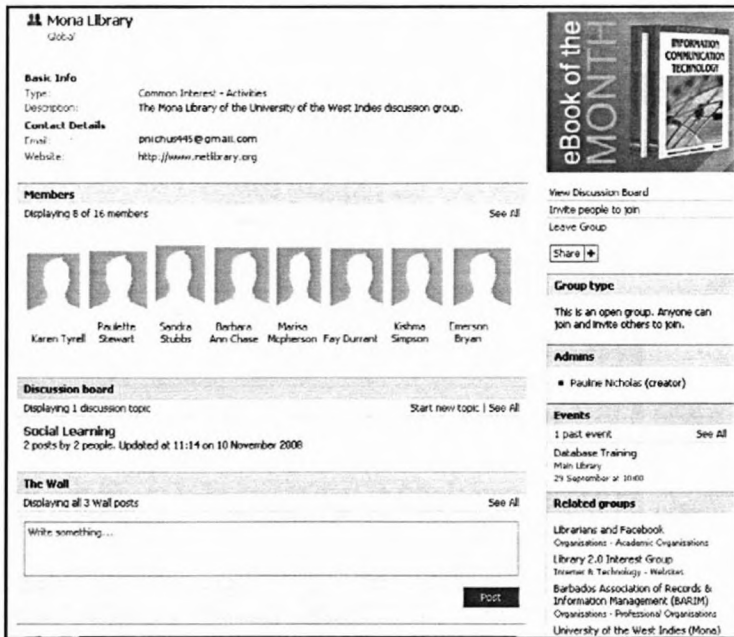 Mona Library
Global
Basic Info
Type: Common Interest - Activities
Description: The Mona Library of the University of the West Indies discussion group.
Contact Details
Email: pnichus445@gmail.com
Website: http://www.netlibrary.org
Members
Displaying 8 of 16 members See All
Karen Tyrell
Paulette Stewart
Sandra Stubbs
Barbara Ann Chase
Marisa Mcpherson
Fay Durrant
Kishma Simpson
Emerson Bryan
Discussion board
Displaying 1 discussion topic Start new topic | See All
Social Learning
2 posts by 2 people. Updated at 11:14 on 10 November 2008
The Wall
Displaying all 3 Wall posts See All
Write something...
Post
eBook of the
MONTH
INFORMATION
COMMUNICATION
TECHNOLOGY
View Discussion Board
Invite people to join
Leave Group
Share +
Group type
This is an open group. Anyone can
join and invite others to join.
Admins
Pauline Nicholas (creator)
Events
1 past event See All
Database Training
Main Library
29 September at 10:00
Related groups
Librarians and Facebook
Organisations - Academic Organisations
Library 2.0 Interest Group
Internet & Technology - Websites
Barbados Association of Records &
Information Management (BARIM)
Organisations - Professional Organisations
University of the West Indies (Mona)